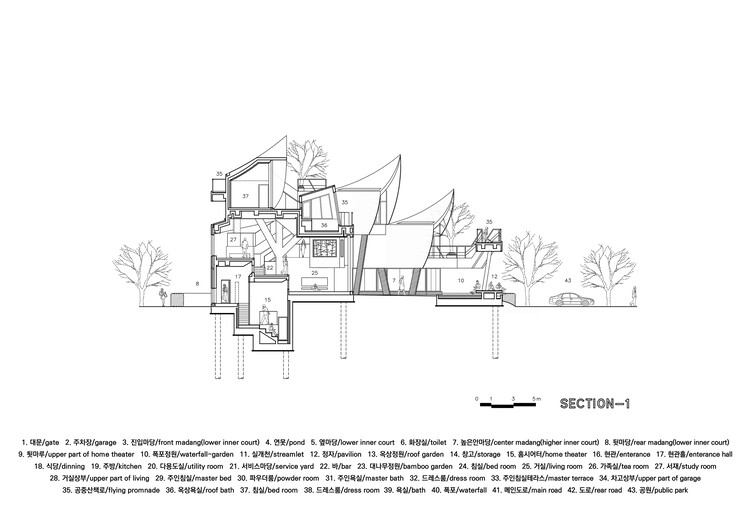 35
37
35
36
35
27
22
25
8
17
15
7
10
12
43
0 1 3 5m
SECTION-1
1. 대문/gate 2. 주차장/garage 3. 진입마당/front madang(lower inner court) 4. 연못/pond 5. 옆마당/lower inner court 6. 화장실/toilet 7. 높은안마당/center madang(higher inner court) 8. 뒷마당/rear madang(lower inner court)
9. 뒷마루/upper part of home theater 10. 폭포정원/waterfall-garden 11. 실개천/streamlet 12. 정자/pavilion 13. 옥상정원/roof garden 14. 창고/storage 15. 홈시어터/home theater 16. 현관/entrance 17. 현관홀/entrance hall
18. 식당/dinning 19. 주방/kitchen 20. 다용도실/utility room 21. 서비스마당/service yard 22. 바/bar 23. 대나무정원/bamboo garden 24. 침실/bed room 25. 거실/living room 26. 가족실/tea room 27. 서재/study room
28. 거실상부/upper part of living 29. 주인침실/master bed 30. 파우더룸/powder room 31. 주인욕실/master bath 32. 드레스룸/dress room 33. 주인침실테라스/master terrace 34. 차고상부/upper part of garage
35. 공중산책로/flying promnade 36. 옥상욕실/roof bath 37. 침실/bed room 38. 드레스룸/dress room 39. 욕실/bath 40. 폭포/waterfall 41. 메인도로/main road 42. 도로/rear road 43. 공원/public park